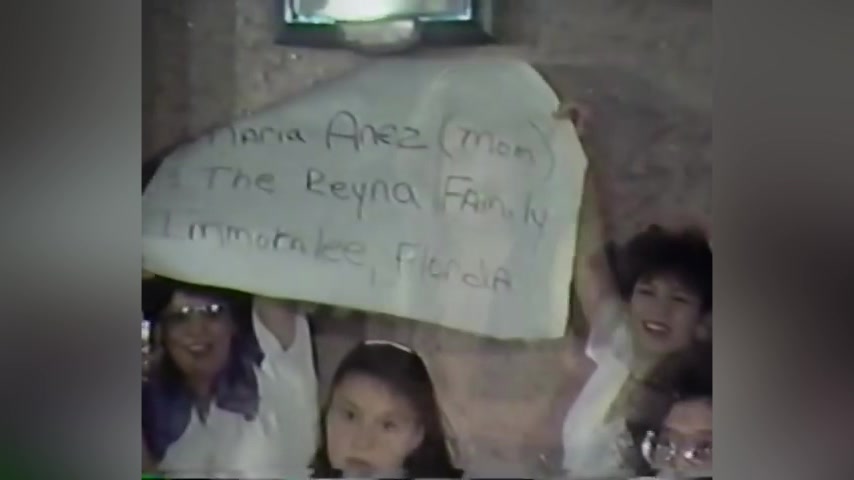 Maria Anez (Mom)
& The Reyna Family
Immokalee, Florida